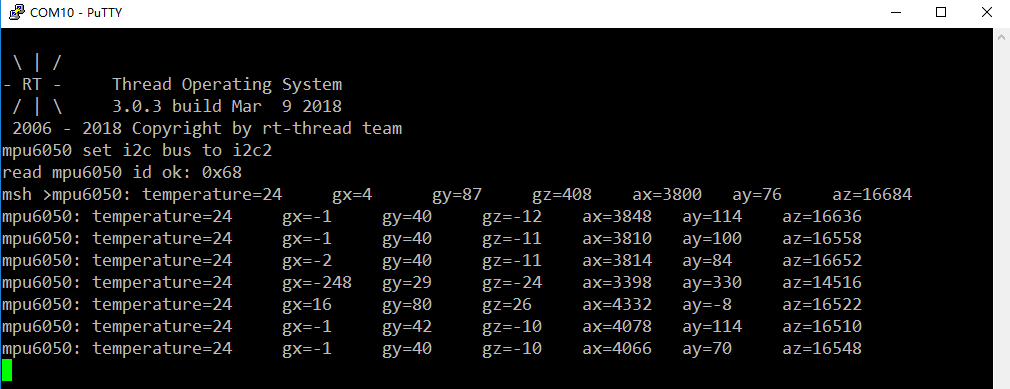 COM10 - PuTTY
 \ | /
- RT -     Thread Operating System
 / | \     3.0.3 build Mar  9 2018
 2006 - 2018 Copyright by rt-thread team
mpu6050 set i2c bus to i2c2
read mpu6050 id ok: 0x68
msh >mpu6050: temperature=24     gx=4      gy=87     gz=408    ax=3800   ay=76     az=16684
mpu6050: temperature=24     gx=-1     gy=40     gz=-12    ax=3848   ay=114    az=16636
mpu6050: temperature=24     gx=-1     gy=40     gz=-11    ax=3810   ay=100    az=16558
mpu6050: temperature=24     gx=-2     gy=40     gz=-11    ax=3814   ay=84     az=16652
mpu6050: temperature=24     gx=-248   gy=29     gz=-24    ax=3398   ay=330    az=14516
mpu6050: temperature=24     gx=16     gy=80     gz=26     ax=4332   ay=-8     az=16522
mpu6050: temperature=24     gx=-1     gy=42     gz=-10    ax=4078   ay=114    az=16510
mpu6050: temperature=24     gx=-1     gy=40     gz=-10    ax=4066   ay=70     az=16548